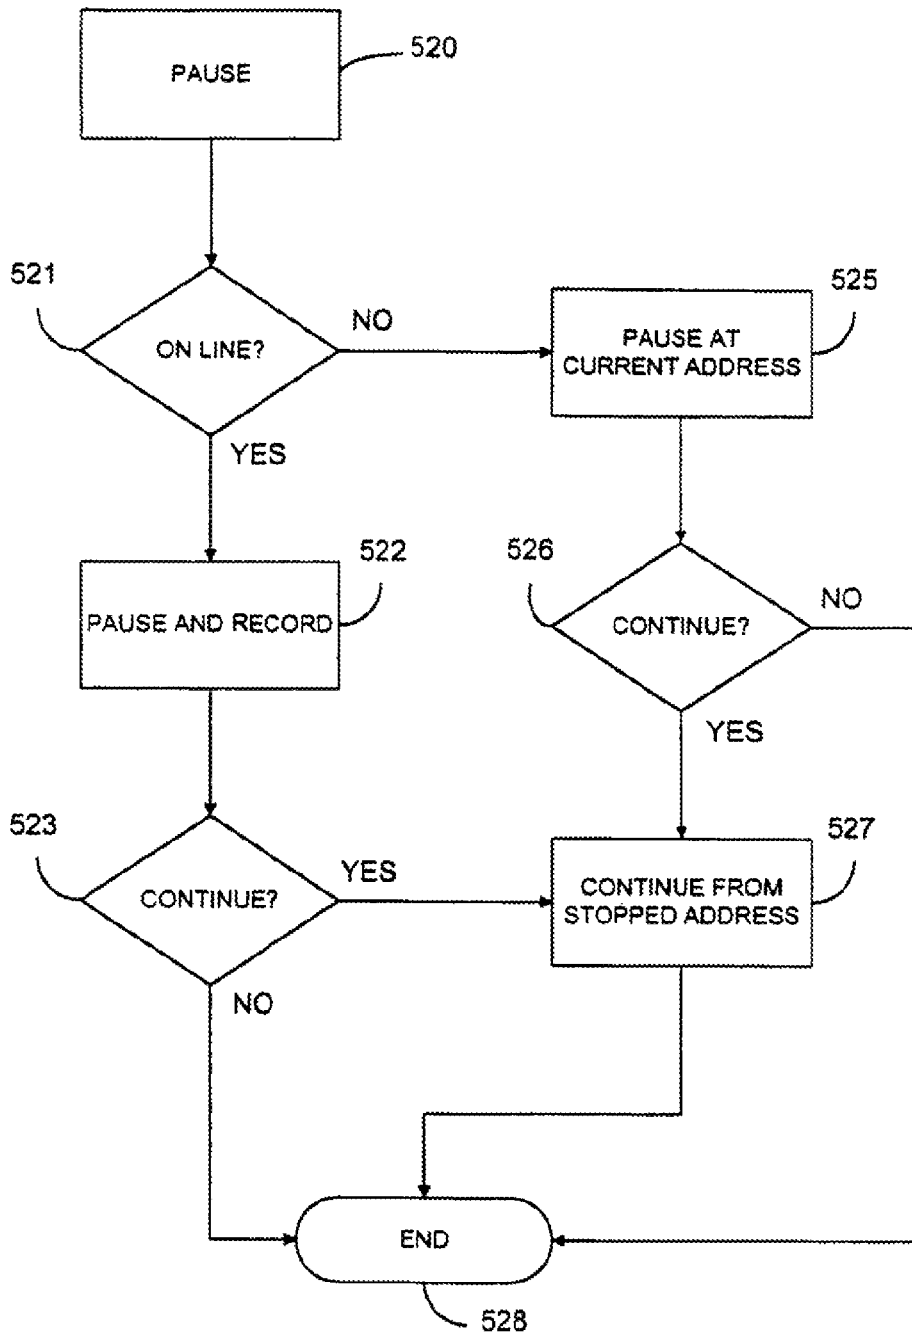 PAUSE
520
521
ON LINE?
NO
YES
525
PAUSE AT
CURRENT ADDRESS
522
PAUSE AND RECORD
526
CONTINUE?
NO
YES
523
CONTINUE?
YES
NO
527
CONTINUE FROM
STOPPED ADDRESS
END
528